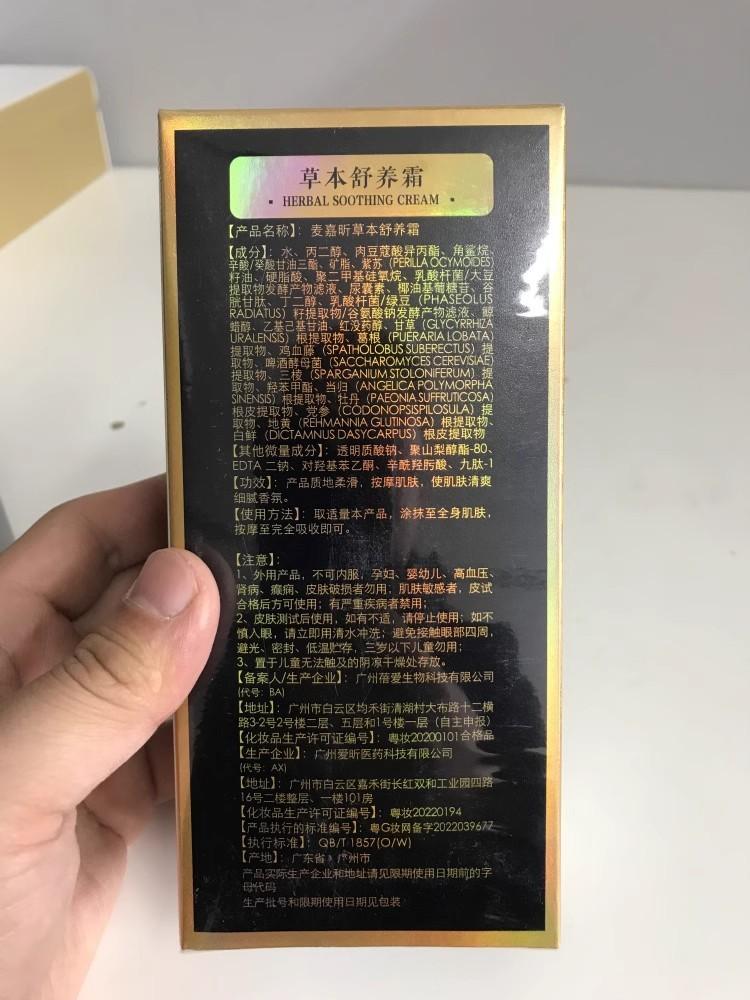 草本舒养霜
▪ HERBAL SOOTHING CREAM ▪
【产品名称】：麦嘉昕草本舒养霜
【成分】：水、丙二醇、肉豆蔻酸异丙酯、角鲨烷、
辛酸/癸酸甘油三酯、矿脂、紫苏（PERILLA OCYMOIDES）
籽油、硬脂酸、聚二甲基硅氧烷、乳酸杆菌/大豆
提取物发酵产物滤液、尿囊素、椰油基葡糖苷、谷
胱甘肽、丁二醇、乳酸杆菌/绿豆（PHASEOLUS
RADIATUS）籽提取物/谷氨酸钠发酵产物滤液、鲸
蜡醇、乙基己基甘油、红没药醇、甘草（GLYCYRRHIZA
URALENSIS）根提取物、葛根（PUERARIA LOBATA）
提取物、鸡血藤（SPATHOLOBUS SUBERECTUS）提
取物、啤酒酵母菌（SACCHAROMYCES CEREVISIAE）
提取物、三棱（SPARGANIUM STOLONIFERUM）提
取物、羟苯甲酯、当归（ANGELICA POLYMORPHA
SINENSIS）根提取物、牡丹（PAEONIA SUFFRUTICOSA）
根皮提取物、党参（CODONOPSISPILOSULA）提
取物、地黄（REHMANNIA GLUTINOSA）根提取物、
白鲜（DICTAMNUS DASYCARPUS）根皮提取物
【其他微量成分】：透明质酸钠、聚山梨醇酯-80、
EDTA 二钠、对羟基苯乙酮、辛酰羟肟酸、九肽-1
【功效】：产品质地柔滑，按摩肌肤，使肌肤清爽
细腻香氛。
【使用方法】：取适量本产品，涂抹至全身肌肤，
按摩至完全吸收即可。
【注意】：
1、外用产品，不可内服，孕妇、婴幼儿、高血压、
肾病、癫痫、皮肤破损者勿用；肌肤敏感者，皮试
合格后方可使用；有严重疾病者禁用；
2、皮肤测试后使用，如有不适，请停止使用；如不
慎入眼，请立即用清水冲洗；避免接触眼部四周，
避光、密封、低温贮存，三岁以下儿童勿用；
3、置于儿童无法触及的阴凉干燥处存放。
【备案人/生产企业】：广州蓓爱生物科技有限公司
（代号：BA）
【地址】：广州市白云区均禾街清湖村大布路十二横
路3-2号2号楼二层、五层和1号楼一层（自主申报）
【化妆品生产许可证编号】：粤妆20200101合格品
【生产企业】：广州爱昕医药科技有限公司
（代号：AX）
【地址】：广州市白云区嘉禾街长红双和工业园四路
16号二楼整层、一楼101房
【化妆品生产许可证编号】：粤妆20220194
【产品执行的标准编号】：粤G妆网备字2022039677
【执行标准】：QB/T 1857(O/W)
【产地】：广东省 广州市
产品实际生产企业和地址请见限期使用日期前的字
母代码
生产批号和限期使用日期见包装